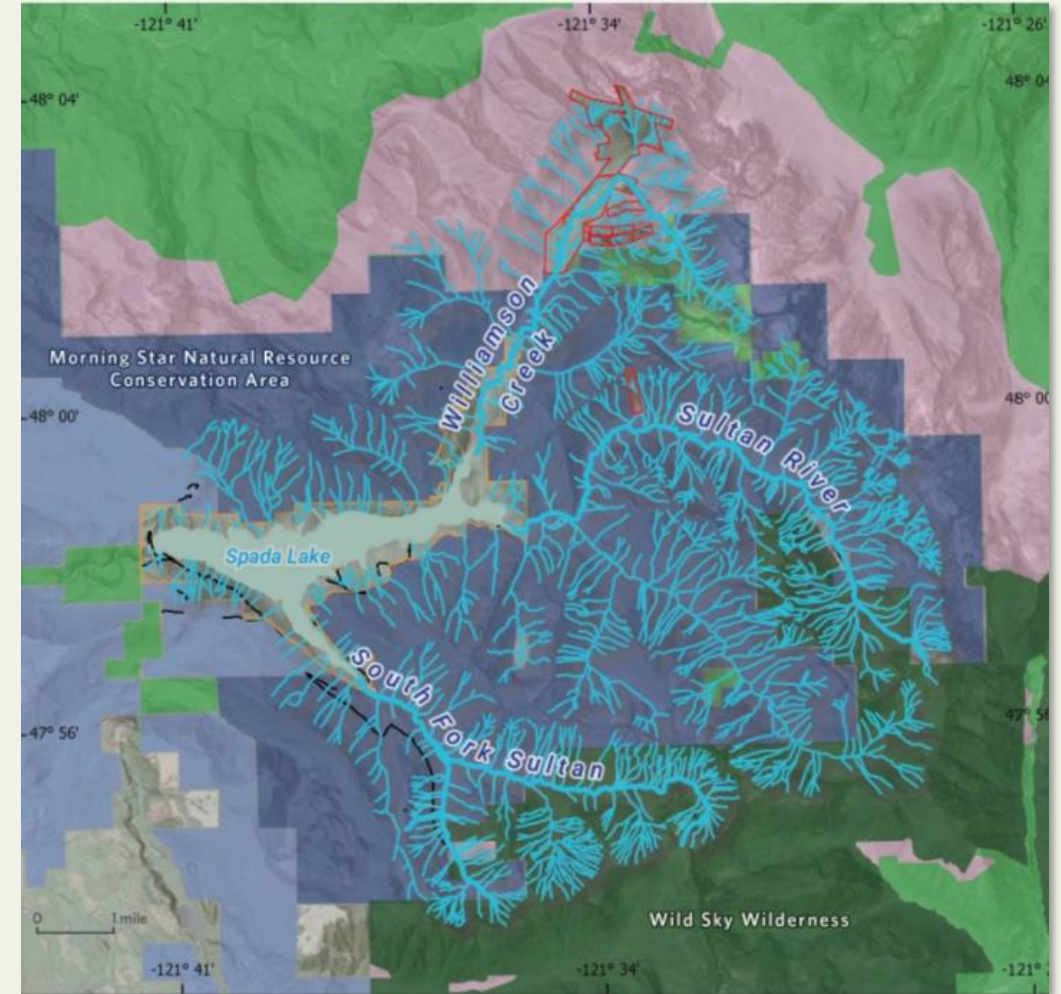 -121° 41'
-121° 34'
-121° 26'
48° 04'
48° 04
Morning Star Natural Resource
Conservation Area
Williamson
Creek
48° 00'
48° 00
Sultan River
Spada Lake
South Fork Sultan
47° 56'
47° 56
0
1 mile
Wild Sky Wilderness
-121° 41'
-121° 34'